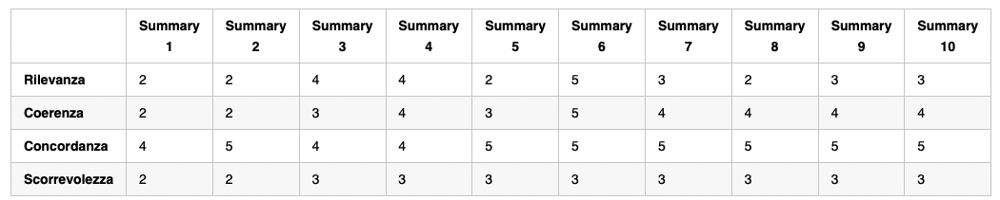 Summary 1 Summary 2 Summary 3 Summary 4 Summary 5 Summary 6 Summary 7 Summary 8 Summary 9 Summary 10
Rilevanza 2 2 4 4 2 5 3 2 3 3
Coerenza 2 2 3 4 3 5 4 4 4 4
Concordanza 4 5 4 4 5 5 5 5 5 5
Scorrevolezza 2 2 3 3 3 3 3 3 3 3